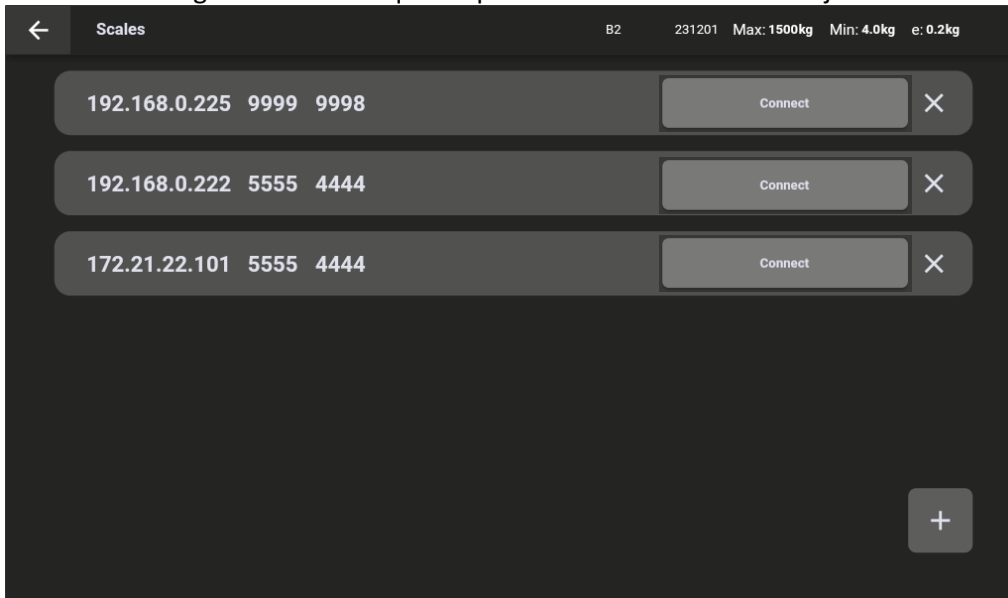 Scales B2 231201 Max: 1500kg Min: 4.0kg e: 0.2kg
192.168.0.225 9999 9998 Connect
192.168.0.222 5555 4444 Connect
172.21.22.101 5555 4444 Connect